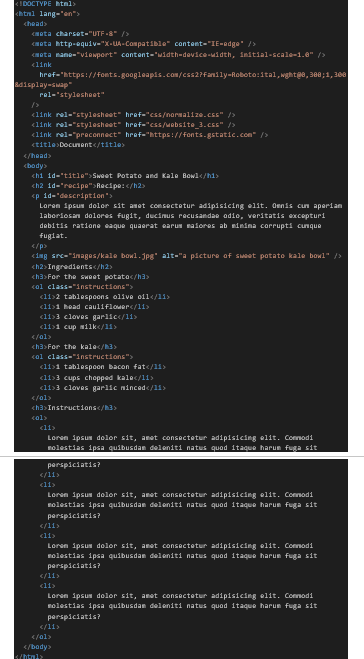 <!DOCTYPE html>
<html lang="en">
<head>
<meta charset="UTF-8" />
<meta http-equiv="X-UA-Compatible" content="IE=edge" />
<meta name="viewport" content="width=device-width, initial-scale=1.0" />
<link
href="https://fonts.googleapis.com/css2?family=Roboto:ital,wght@0,300;1,300
&display=swap"
rel="stylesheet"
/>
<link rel="stylesheet" href="css/normalize.css" />
<link rel="stylesheet" href="css/website_3.css" />
<link rel="preconnect" href="https://fonts.gstatic.com" />
<title>Document</title>
</head>
<body>
<h1 id="title">Sweet Potato and Kale Bowl</h1>
<h2 id="recipe">Recipe:</h2>
<p id="description">
Lorem ipsum dolor sit amet consectetur adipisicing elit. Omnis cum aperiam
laboriosam dolores fugit, ducimus recusandae odio, veritatis excepturi
debitis ratione eaque quaerat earum maiores ab minima corrupti cumque
fugiat.
</p>
<img src="images/kale bowl.jpg" alt="a picture of sweet potato kale bowl" />
<h2>Ingredients</h2>
<h3>For the sweet potato</h3>
<ol class="instructions">
<li>2 tablespoons olive oil</li>
<li>1 head cauliflower</li>
<li>3 cloves garlic</li>
<li>1 cup milk</li>
</ol>
<h3>For the kale</h3>
<ol class="instructions">
<li>1 tablespoon bacon fat</li>
<li>3 cups chopped kale</li>
<li>3 cloves garlic minced</li>
</ol>
<h3>Instructions</h3>
<ol>
<li>
Lorem ipsum dolor sit, amet consectetur adipisicing elit. Commodi
molestias ipsa quibusdam deleniti natus quod itaque harum fuga sit
perspiciatis?
</li>
<li>
Lorem ipsum dolor sit, amet consectetur adipisicing elit. Commodi
molestias ipsa quibusdam deleniti natus quod itaque harum fuga sit
perspiciatis?
</li>
<li>
Lorem ipsum dolor sit, amet consectetur adipisicing elit. Commodi
molestias ipsa quibusdam deleniti natus quod itaque harum fuga sit
perspiciatis?
</li>
<li>
Lorem ipsum dolor sit, amet consectetur adipisicing elit. Commodi
molestias ipsa quibusdam deleniti natus quod itaque harum fuga sit
perspiciatis?
</li>
</ol>
</body>
</html>